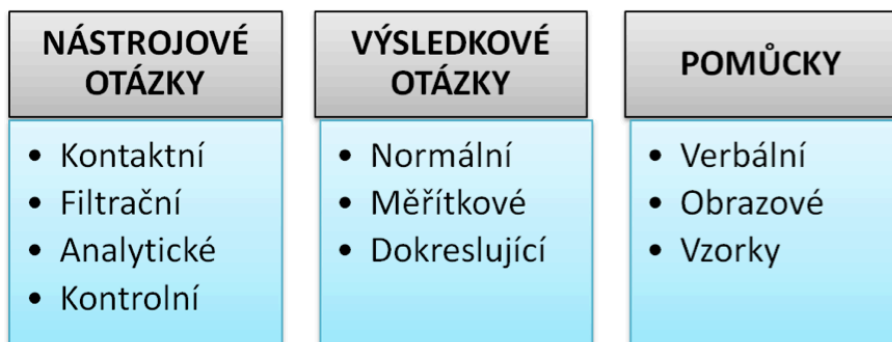 NÁSTROJOVÉ
OTÁZKY
• Kontaktní
• Filtrační
• Analytické
• Kontrolní
VÝSLEDKOVÉ
OTÁZKY
• Normální
• Měřítkové
• Dokreslující
POMŮCKY
• Verbální
• Obrazové
• Vzorky